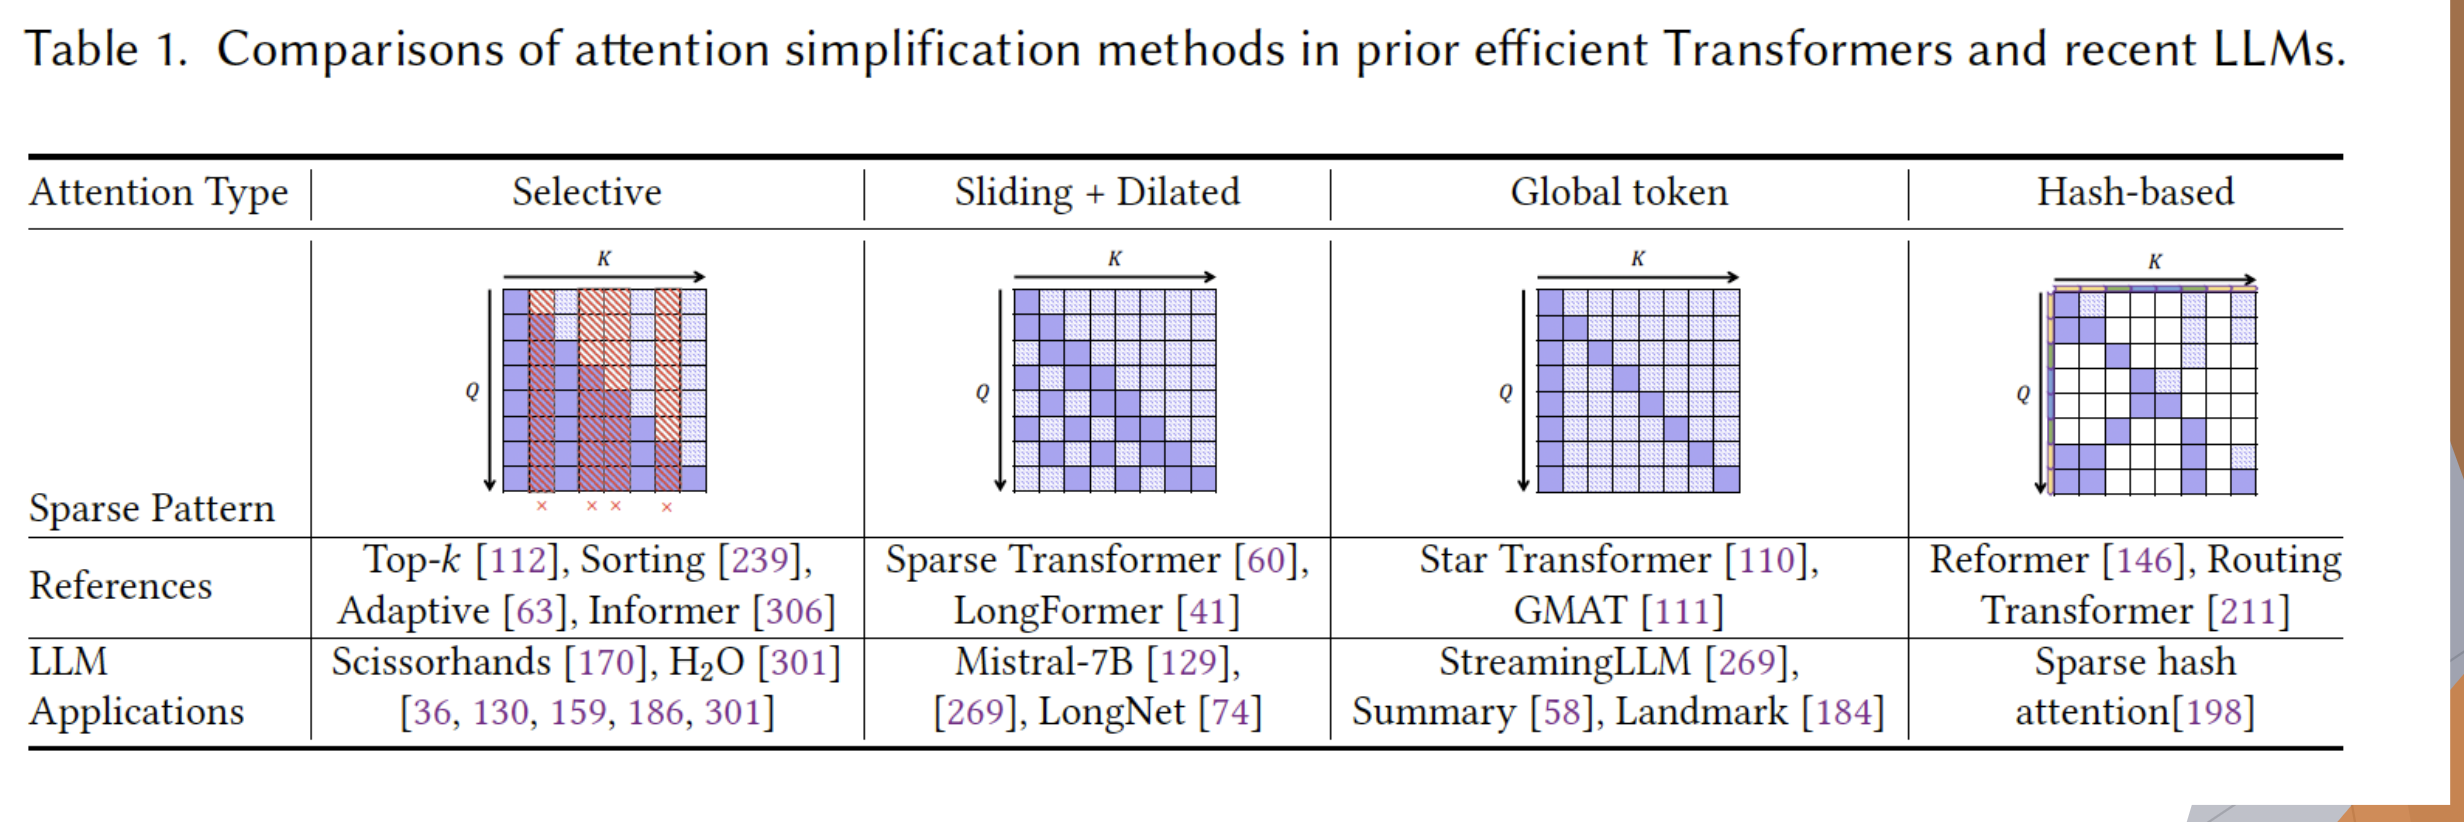 Table 1. Comparisons of attention simplification methods in prior efficient Transformers and recent LLMs.
Attention Type
Selective
Sliding + Dilated
Global token
Hash-based
Sparse Pattern
K
Q
× × × ×
K
Q
K
Q
K
Q
References
Top-k [112], Sorting [239],
Adaptive [63], Informer [306]
Sparse Transformer [60],
LongFormer [41]
Star Transformer [110],
GMAT [111]
Reformer [146], Routing
Transformer [211]
LLM
Applications
Scissorhands [170], H₂O [301]
[36, 130, 159, 186, 301]
Mistral-7B [129],
[269], LongNet [74]
StreamingLLM [269],
Summary [58], Landmark [184]
Sparse hash
attention[198]